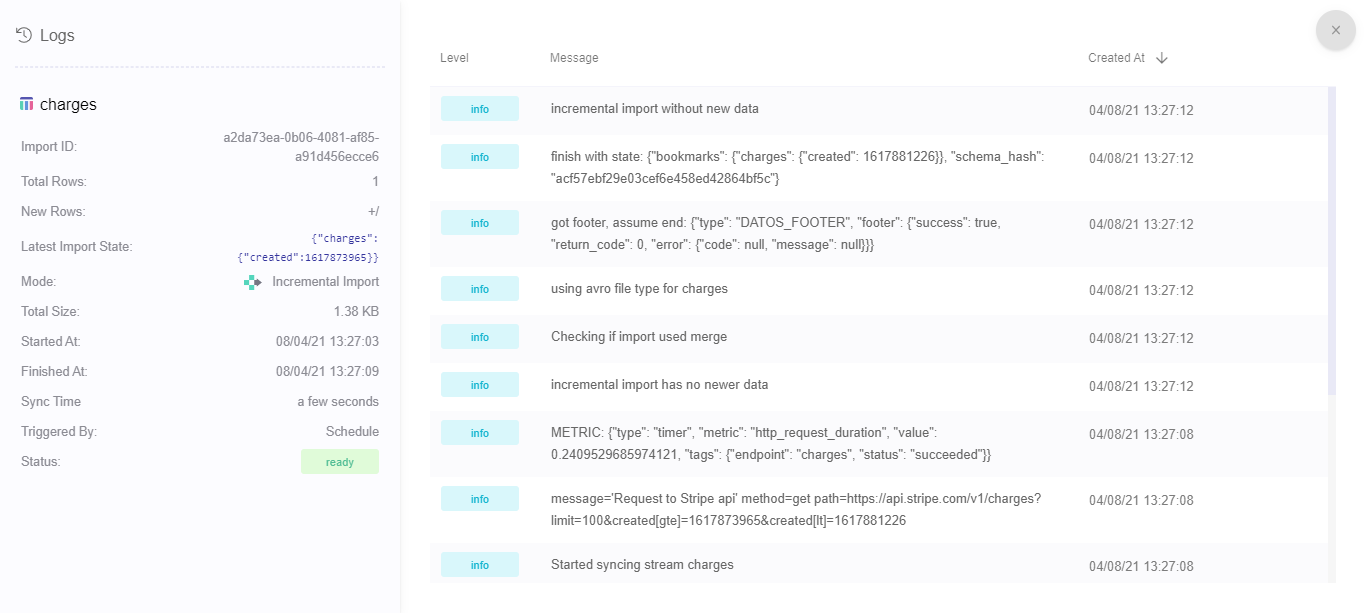 Logs
charges
Import ID:
a2da73ea-0b06-4081-af85-
a91d456ecce6
Total Rows:
1
New Rows:
+/
Latest Import State:
{"charges":
{"created":1617873965}}
Mode:
Incremental Import
Total Size:
1.38 KB
Started At:
08/04/21 13:27:03
Finished At:
08/04/21 13:27:09
Sync Time
a few seconds
Triggered By:
Schedule
Status:
ready
Level
Message
Created At
info
incremental import without new data
04/08/21 13:27:12
info
finish with state: {"bookmarks": {"charges": {"created": 1617881226}}, "schema_hash":
"acf57ebf29e03cef6e458ed42864bf5c"}
04/08/21 13:27:12
info
got footer, assume end: {"type": "DATOS_FOOTER", "footer": {"success": true,
"return_code": 0, "error": {"code": null, "message": null}}}
04/08/21 13:27:12
info
using avro file type for charges
04/08/21 13:27:12
info
Checking if import used merge
04/08/21 13:27:12
info
incremental import has no newer data
04/08/21 13:27:12
info
METRIC: {"type": "timer", "metric": "http_request_duration", "value":
0.2409529685974121, "tags": {"endpoint": "charges", "status": "succeeded"}}
04/08/21 13:27:08
info
message='Request to Stripe api' method=get path=https://api.stripe.com/v1/charges?
limit=100&created[gte]=1617873965&created[lt]=1617881226
04/08/21 13:27:08
info
Started syncing stream charges
04/08/21 13:27:08